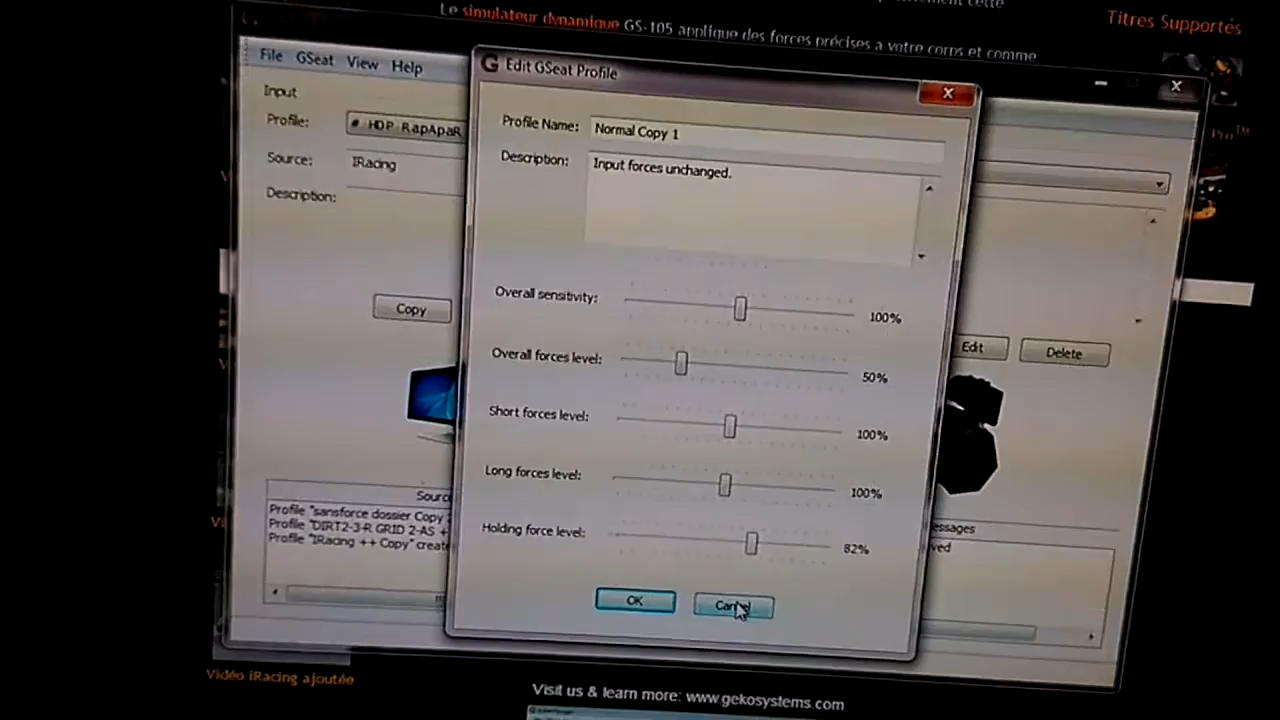 Le simulateur dynamique GS-105 applique des forces précises a votre corps et comme
cette
Titres Supportés
Pro™
File GSeat View Help
Input
Profile: # HDP RapApaR
Source: IRacing
Description:
Copy
Edit GSeat Profile
Profile Name: Normal Copy 1
Description: Input forces unchanged.
Overall sensitivity: 100%
Overall forces level: 50%
Short forces level: 100%
Long forces level: 100%
Holding force level: 82%
OK Cancel
Edit Delete
Profile "sansforce dossier Copy
Profile "DIRT2-3-R GRID 2-AS +
Profile "IRacing ++ Copy" create
Vidéo iRacing ajoutée
Visit us & learn more: www.gekosystems.com